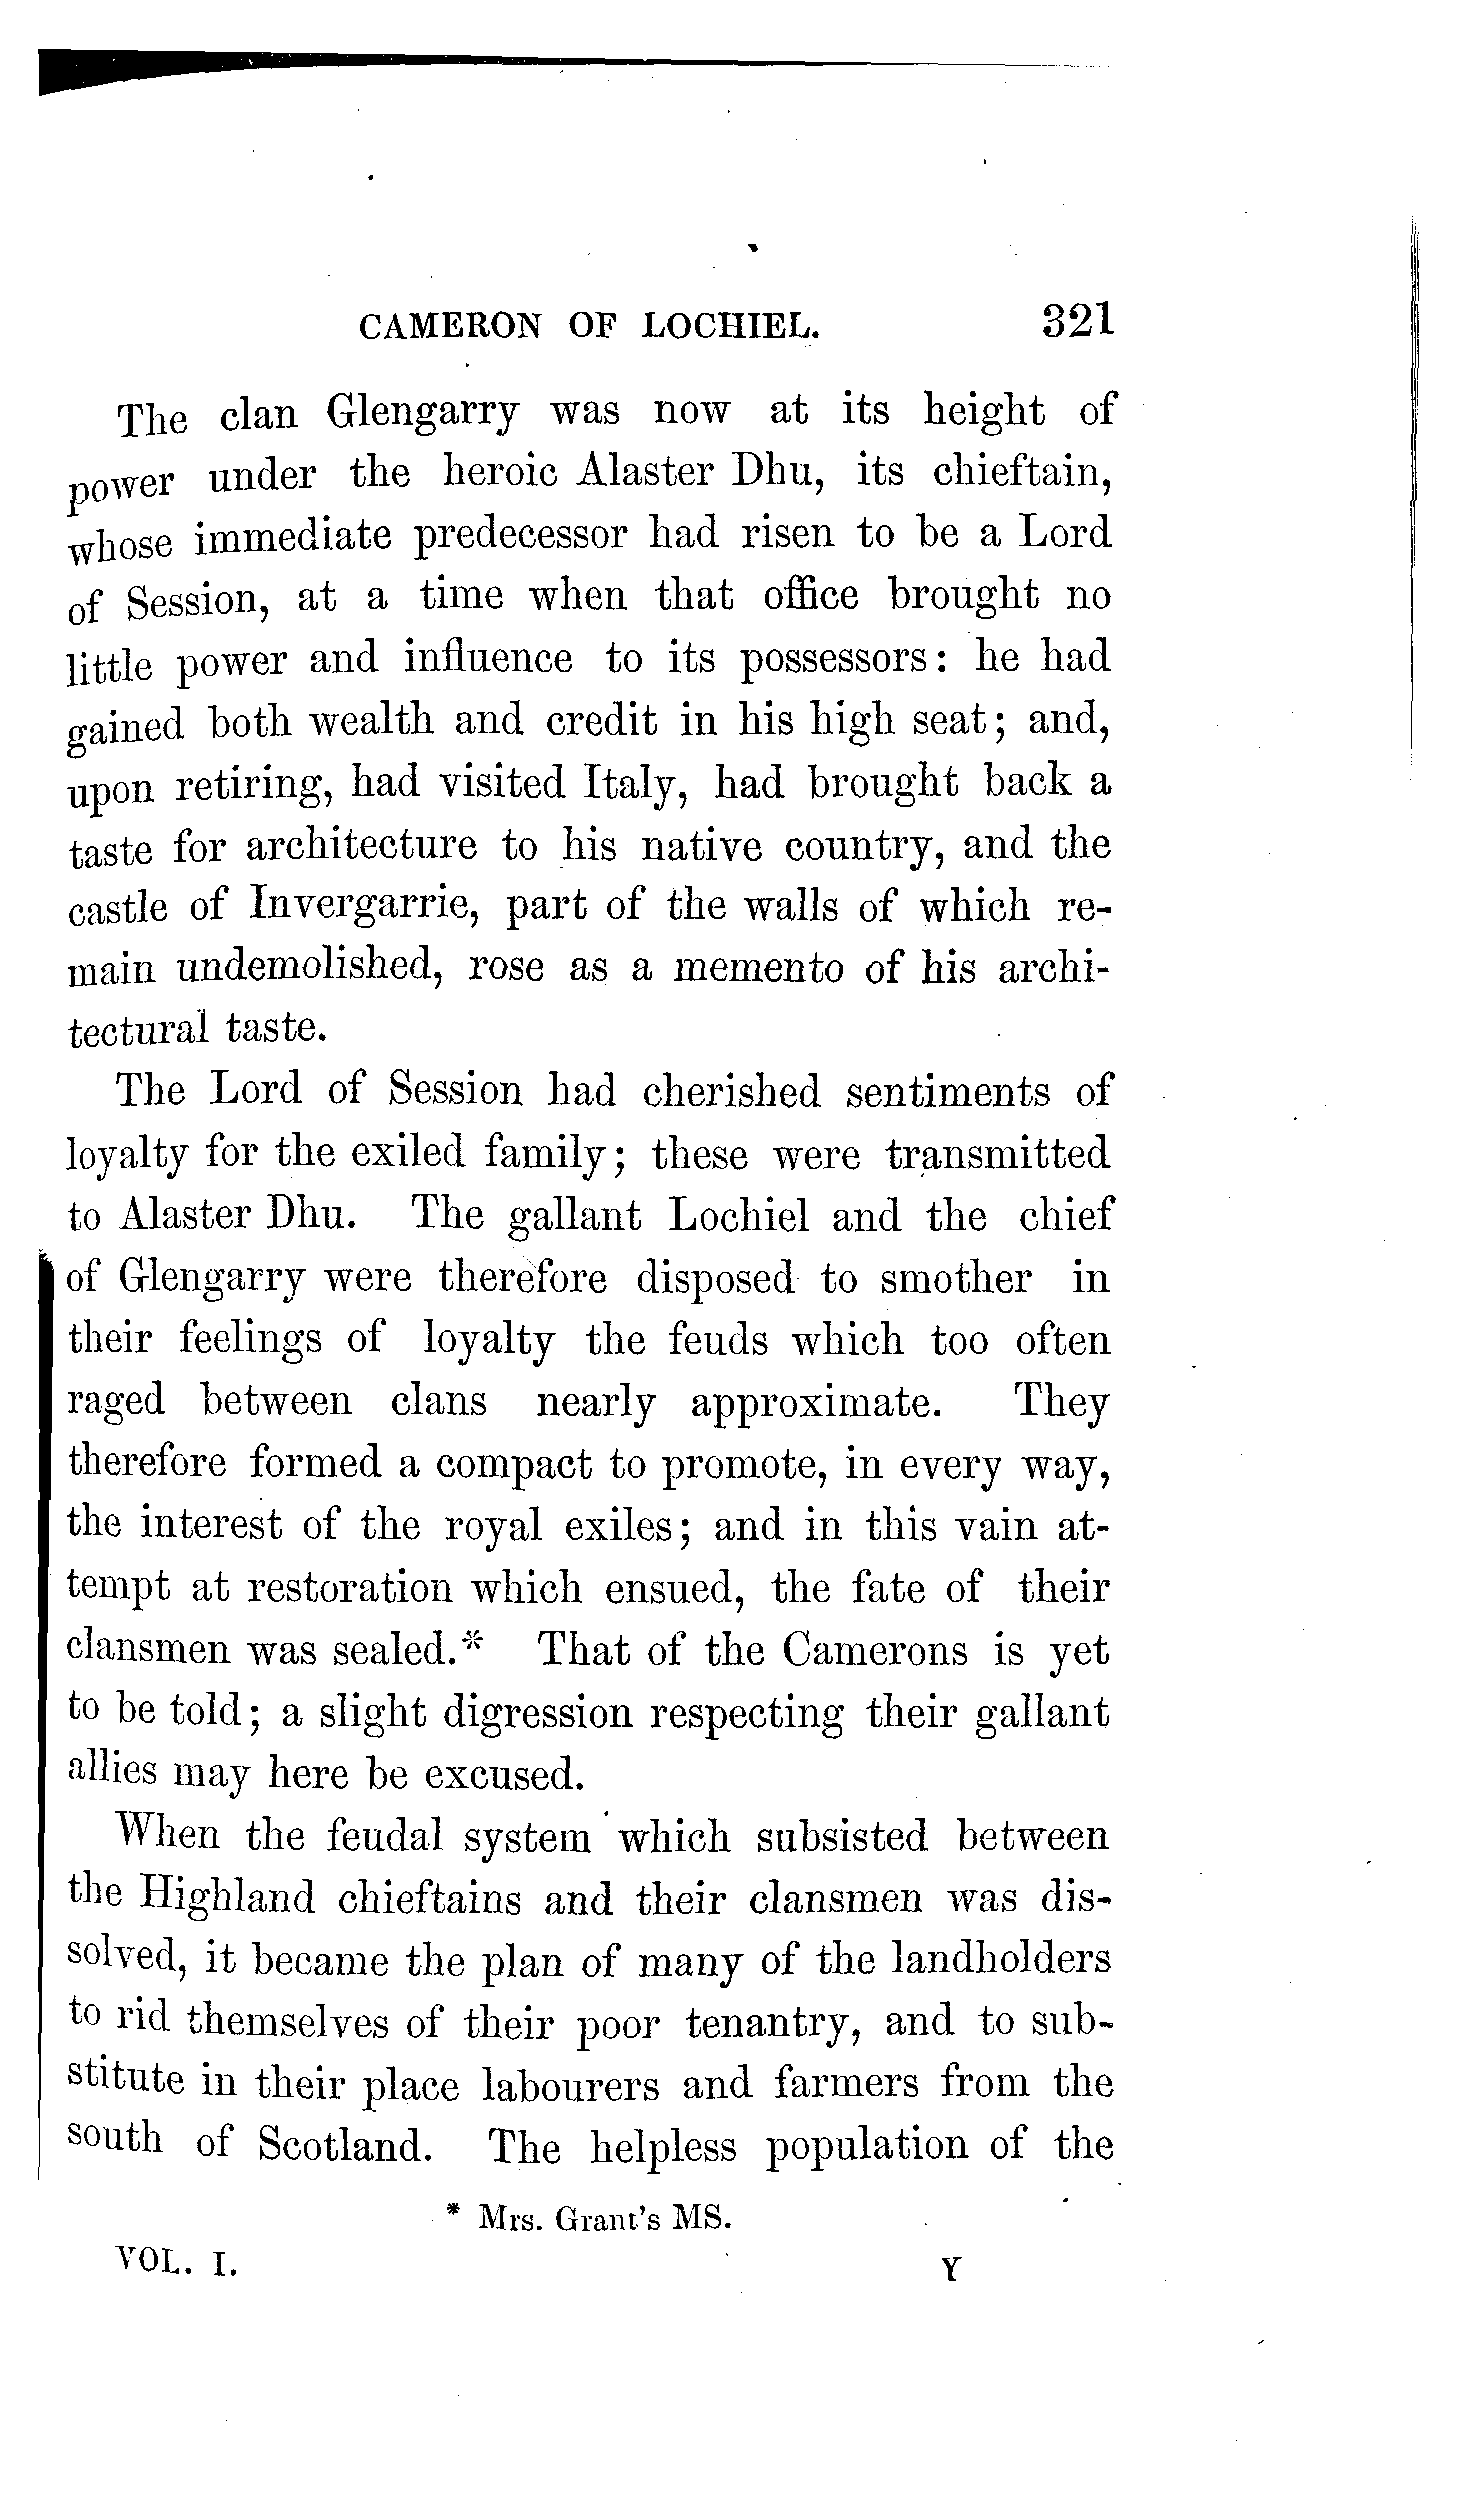 CAMERON OF LOCHIEL. 321
The clan Glengarry was now at its height of
power under the heroic Alaster Dhu, its chieftain,
whose immediate predecessor had risen to be a Lord
of Session, at a time when that office brought no
little power and influence to its possessors: he had
gained both wealth and credit in his high seat; and,
upon retiring, had visited Italy, had brought back a
taste for architecture to his native country, and the
castle of Invergarrie, part of the walls of which re-
main undemolished, rose as a memento of his archi-
tectural taste.
The Lord of Session had cherished sentiments of
loyalty for the exiled family; these were transmitted
to Alaster Dhu. The gallant Lochiel and the chief
of Glengarry were therefore disposed to smother in
their feelings of loyalty the feuds which too often
raged between clans nearly approximate. They
therefore formed a compact to promote, in every way,
the interest of the royal exiles; and in this vain at-
tempt at restoration which ensued, the fate of their
clansmen was sealed.* That of the Camerons is yet
to be told; a slight digression respecting their gallant
allies may here be excused.
When the feudal system which subsisted between
the Highland chieftains and their clansmen was dis-
solved, it became the plan of many of the landholders
to rid themselves of their poor tenantry, and to sub-
stitute in their place labourers and farmers from the
south of Scotland. The helpless population of the
* Mrs. Grant's MS.
VOL. I. Y